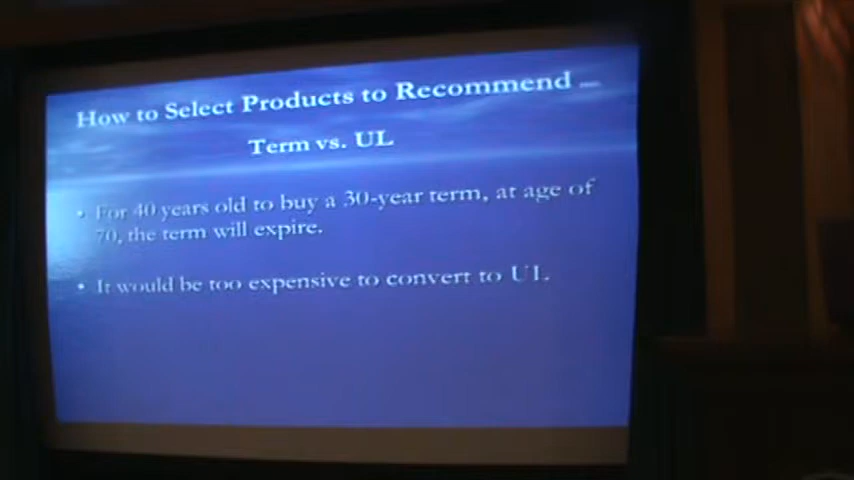 How to Select Products to Recommend –
Term vs. UL
• For 40 years old to buy a 30-year term, at age of
70, the term will expire.
• It would be too expensive to convert to UL.